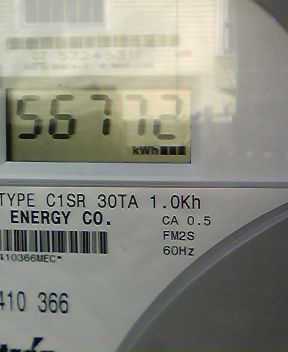 56772
kWh
TYPE C1SR 30TA 1.0Kh
ENERGY CO. CA 0.5
FM2S
60Hz
410366MEC*
410 366